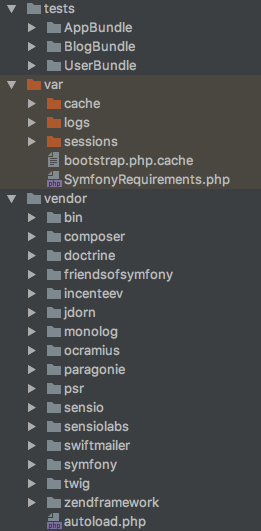 tests
AppBundle
BlogBundle
UserBundle
var
cache
logs
sessions
bootstrap.php.cache
SymfonyRequirements.php
vendor
bin
composer
doctrine
friendsofsymfony
incenteev
jdorn
monolog
ocramius
paragonie
psr
sensio
sensiolabs
swiftmailer
symfony
twig
zendframework
autoload.php